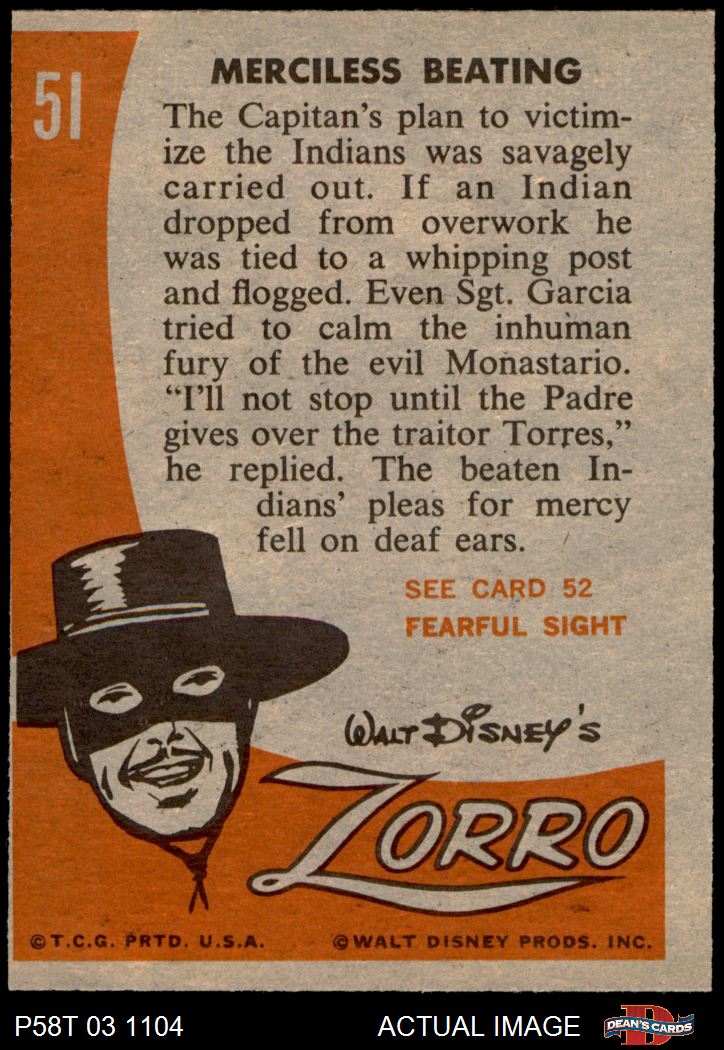 51
MERCILESS BEATING
The Capitan's plan to victim-
ize the Indians was savagely
carried out. If an Indian
dropped from overwork he
was tied to a whipping post
and flogged. Even Sgt. Garcia
tried to calm the inhuman
fury of the evil Monastario.
“I'll not stop until the Padre
gives over the traitor Torres,”
he replied. The beaten In-
dians' pleas for mercy
fell on deaf ears.
SEE CARD 52
FEARFUL SIGHT
WALT DISNEY'S
ZORRO
©T.C.G. PRTD. U.S.A.
©WALT DISNEY PRODS. INC.
P58T 03 1104
ACTUAL IMAGE
D
DEAN'S CARDS